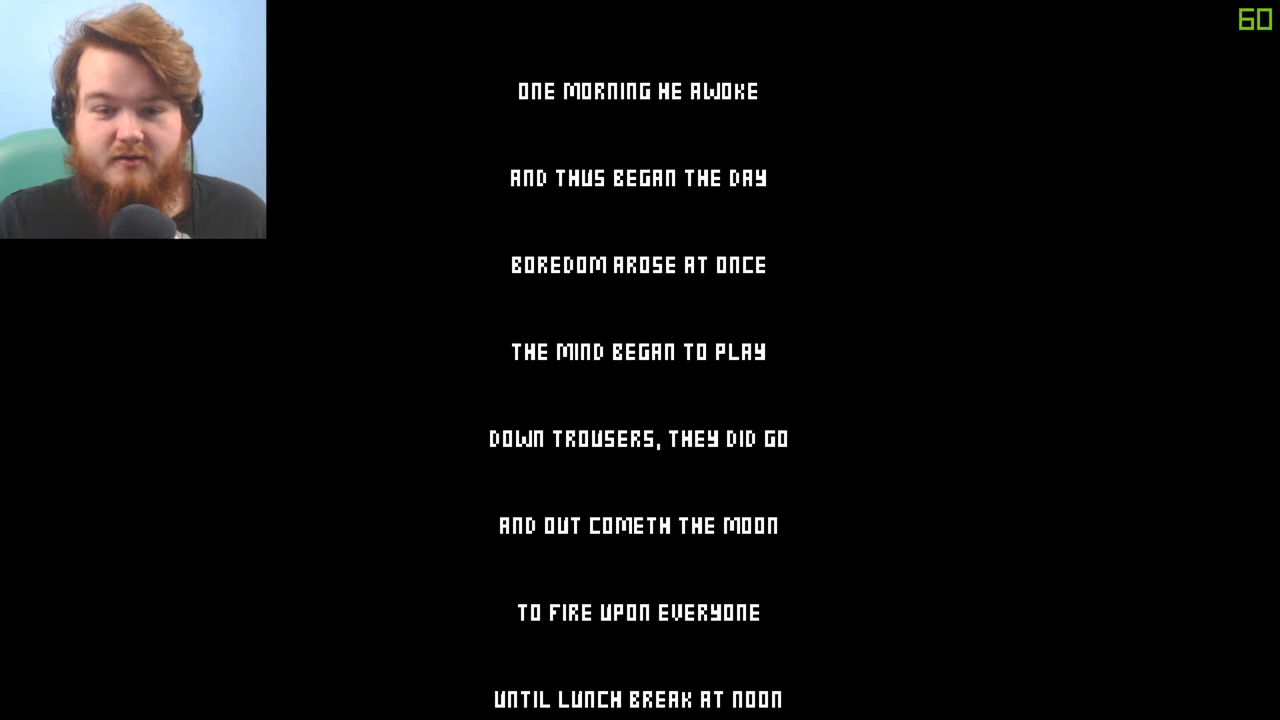 60
ONE MORNING HE AWOKE
AND THUS BEGAN THE DAY
BOREDOM AROSE AT ONCE
THE MIND BEGAN TO PLAY
DOWN TROUSERS, THEY DID GO
AND OUT COMETH THE MOON
TO FIRE UPON EVERYONE
UNTIL LUNCH BREAK AT NOON